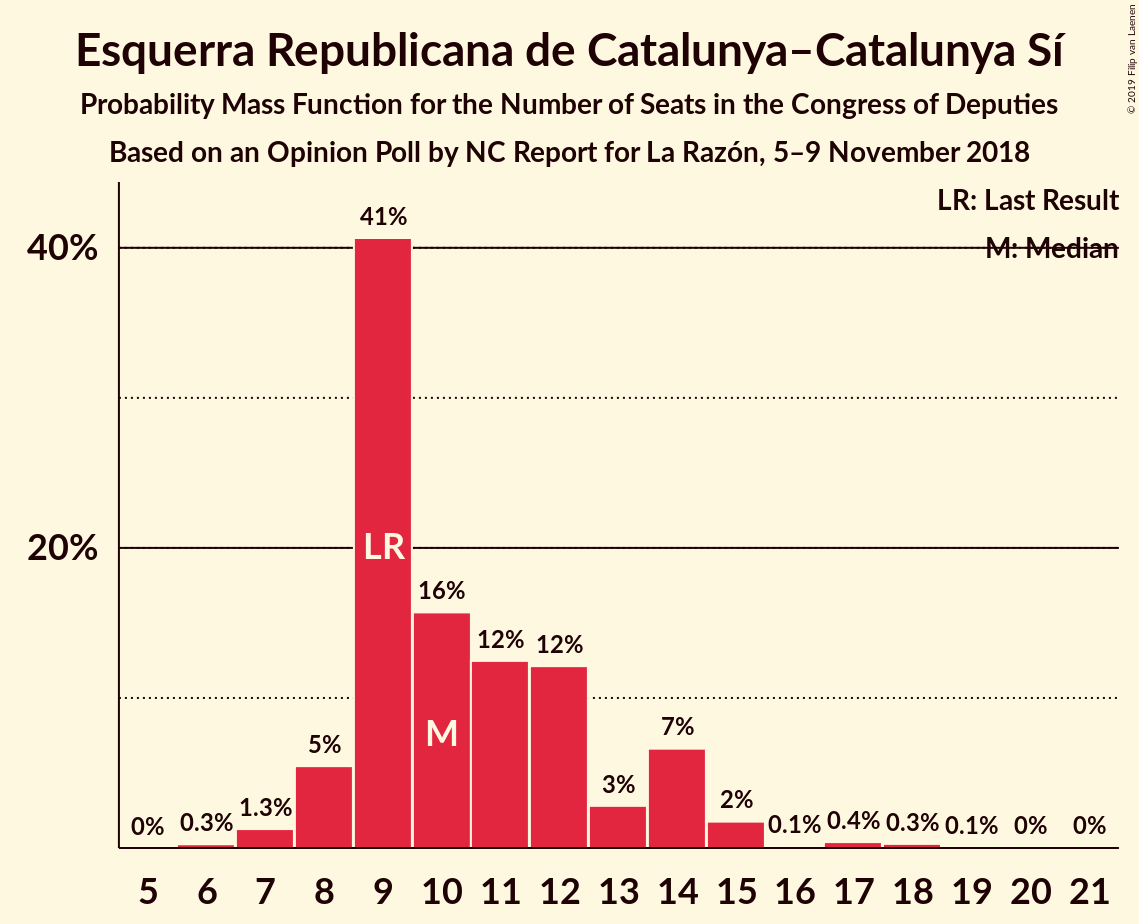 Esquerra Republicana de Catalunya–Catalunya Sí
Probability Mass Function for the Number of Seats in the Congress of Deputies
Based on an Opinion Poll by NC Report for La Razón, 5–9 November 2018
© 2019 Filip van Laenen
LR: Last Result
M: Median
40%
20%
0% 0.3% 1.3% 5% 41% 16% 12% 12% 3% 7% 2% 0.1% 0.4% 0.3% 0.1% 0% 0%
LR
M
5 6 7 8 9 10 11 12 13 14 15 16 17 18 19 20 21